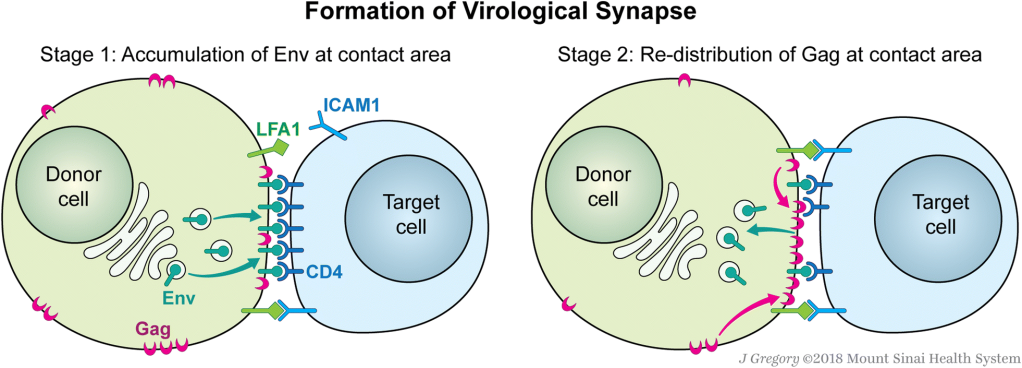 Formation of Virological Synapse
Stage 1: Accumulation of Env at contact area
Stage 2: Re-distribution of Gag at contact area
ICAM1
LFA1
Donor
cell
Target
cell
CD4
Env
Gag
Donor
cell
Target
cell
J Gregory ©2018 Mount Sinai Health System